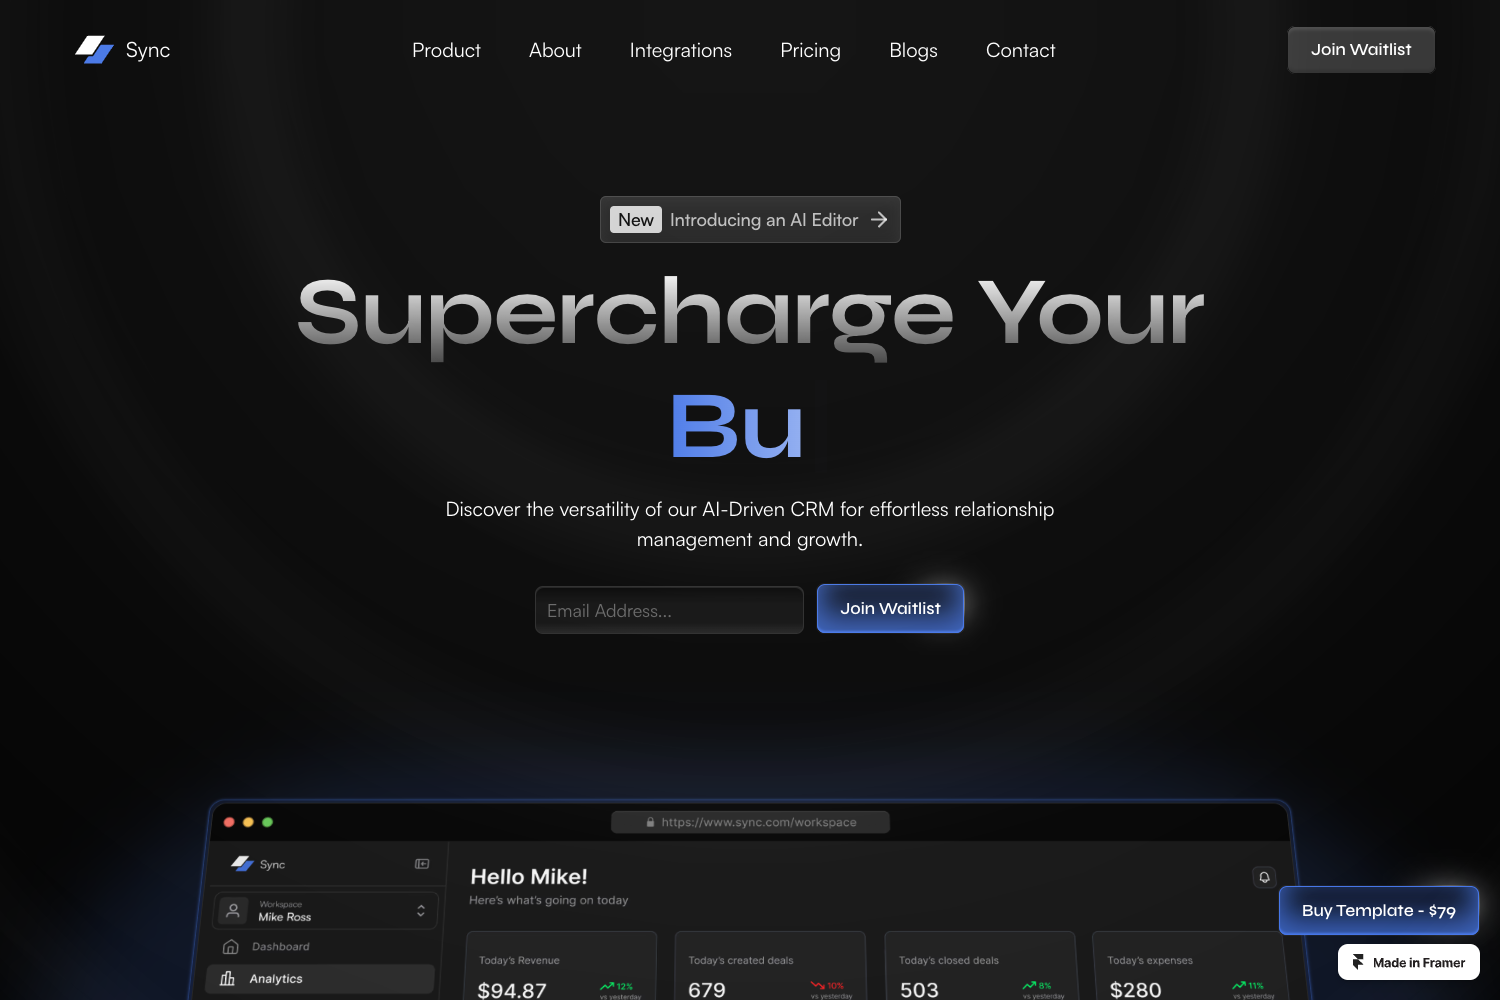 Sync
Product
About
Integrations
Pricing
Blogs
Contact
Join Waitlist
New Introducing an AI Editor
Supercharge Your
Bu
Discover the versatility of our AI-Driven CRM for effortless relationship
management and growth.
Email Address...
Join Waitlist
https://www.sync.com/workspace
Sync
Workspace
Mike Ross
Dashboard
Analytics
Hello Mike!
Here's what's going on today
Today's Revenue
$94.87
12%
vs yesterday
Today's created deals
679
10%
vs yesterday
Today's closed deals
503
8%
vs yesterday
Today's expenses
$280
11%
vs yesterday
Buy Template - $79
Made in Framer